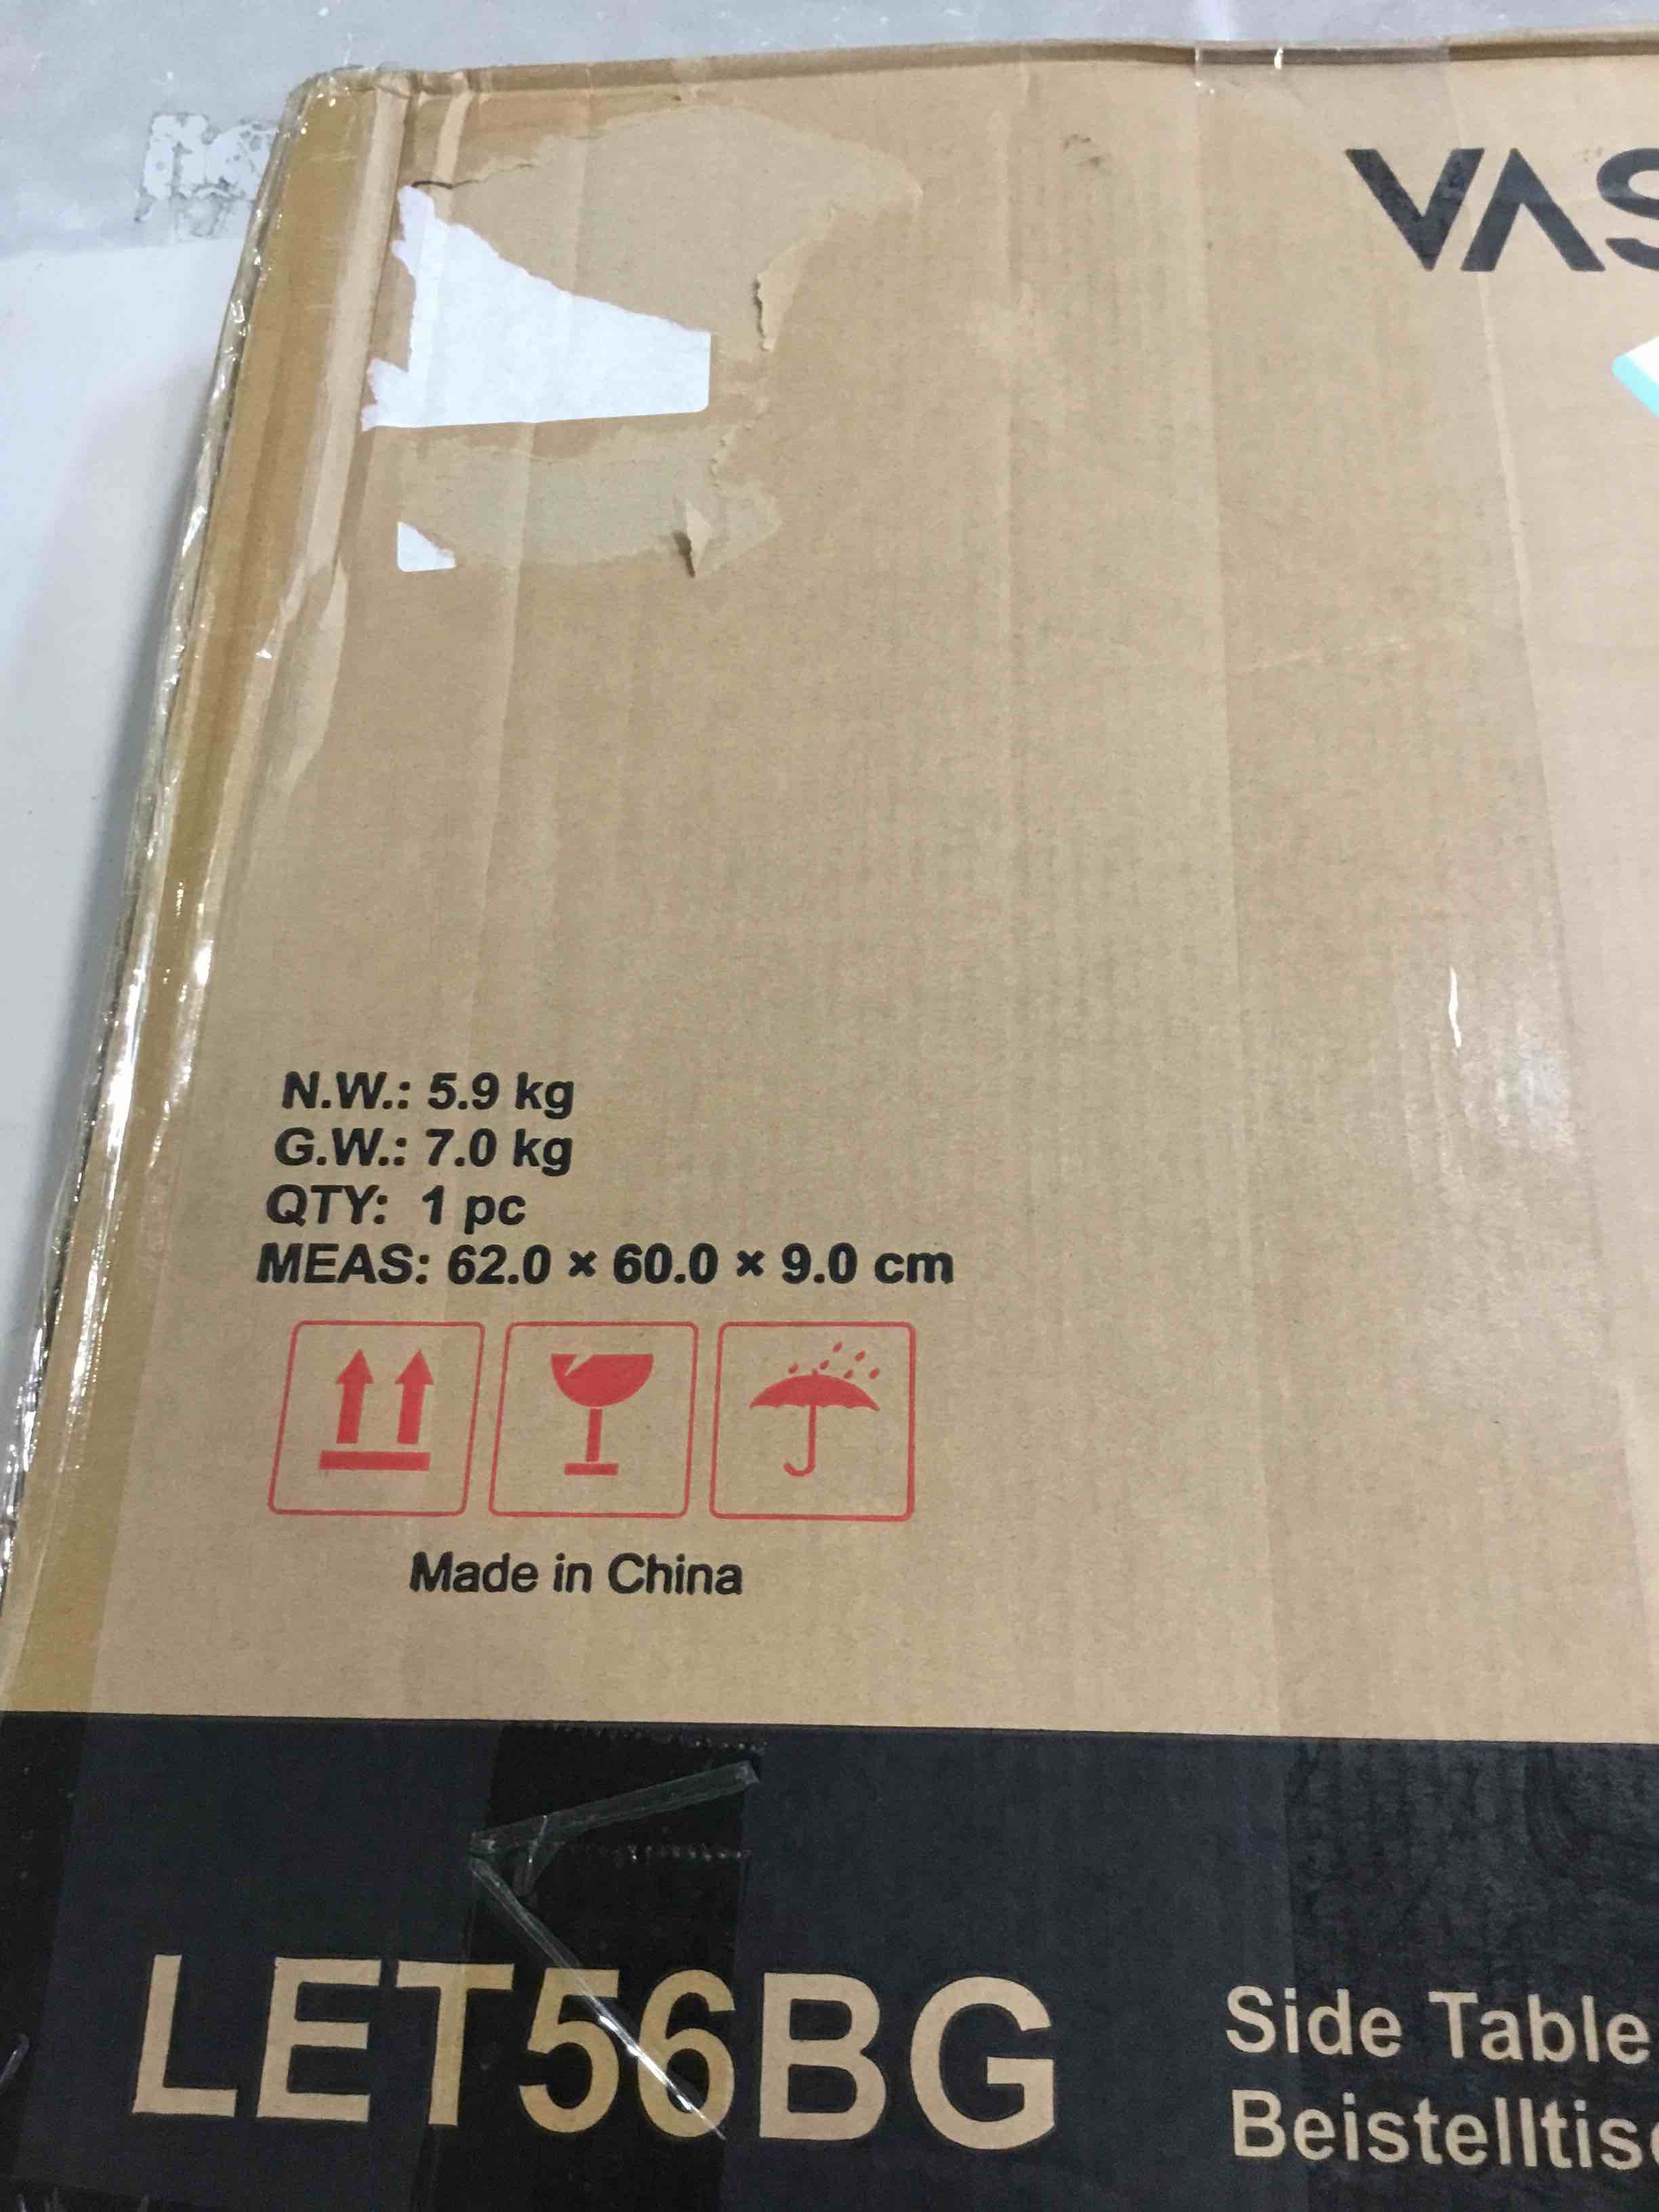 VAS
N.W.: 5.9 kg
G.W.: 7.0 kg
QTY: 1 pc
MEAS: 62.0 × 60.0 × 9.0 cm
Made in China
LET56BG
Side Table
Beistelltisc